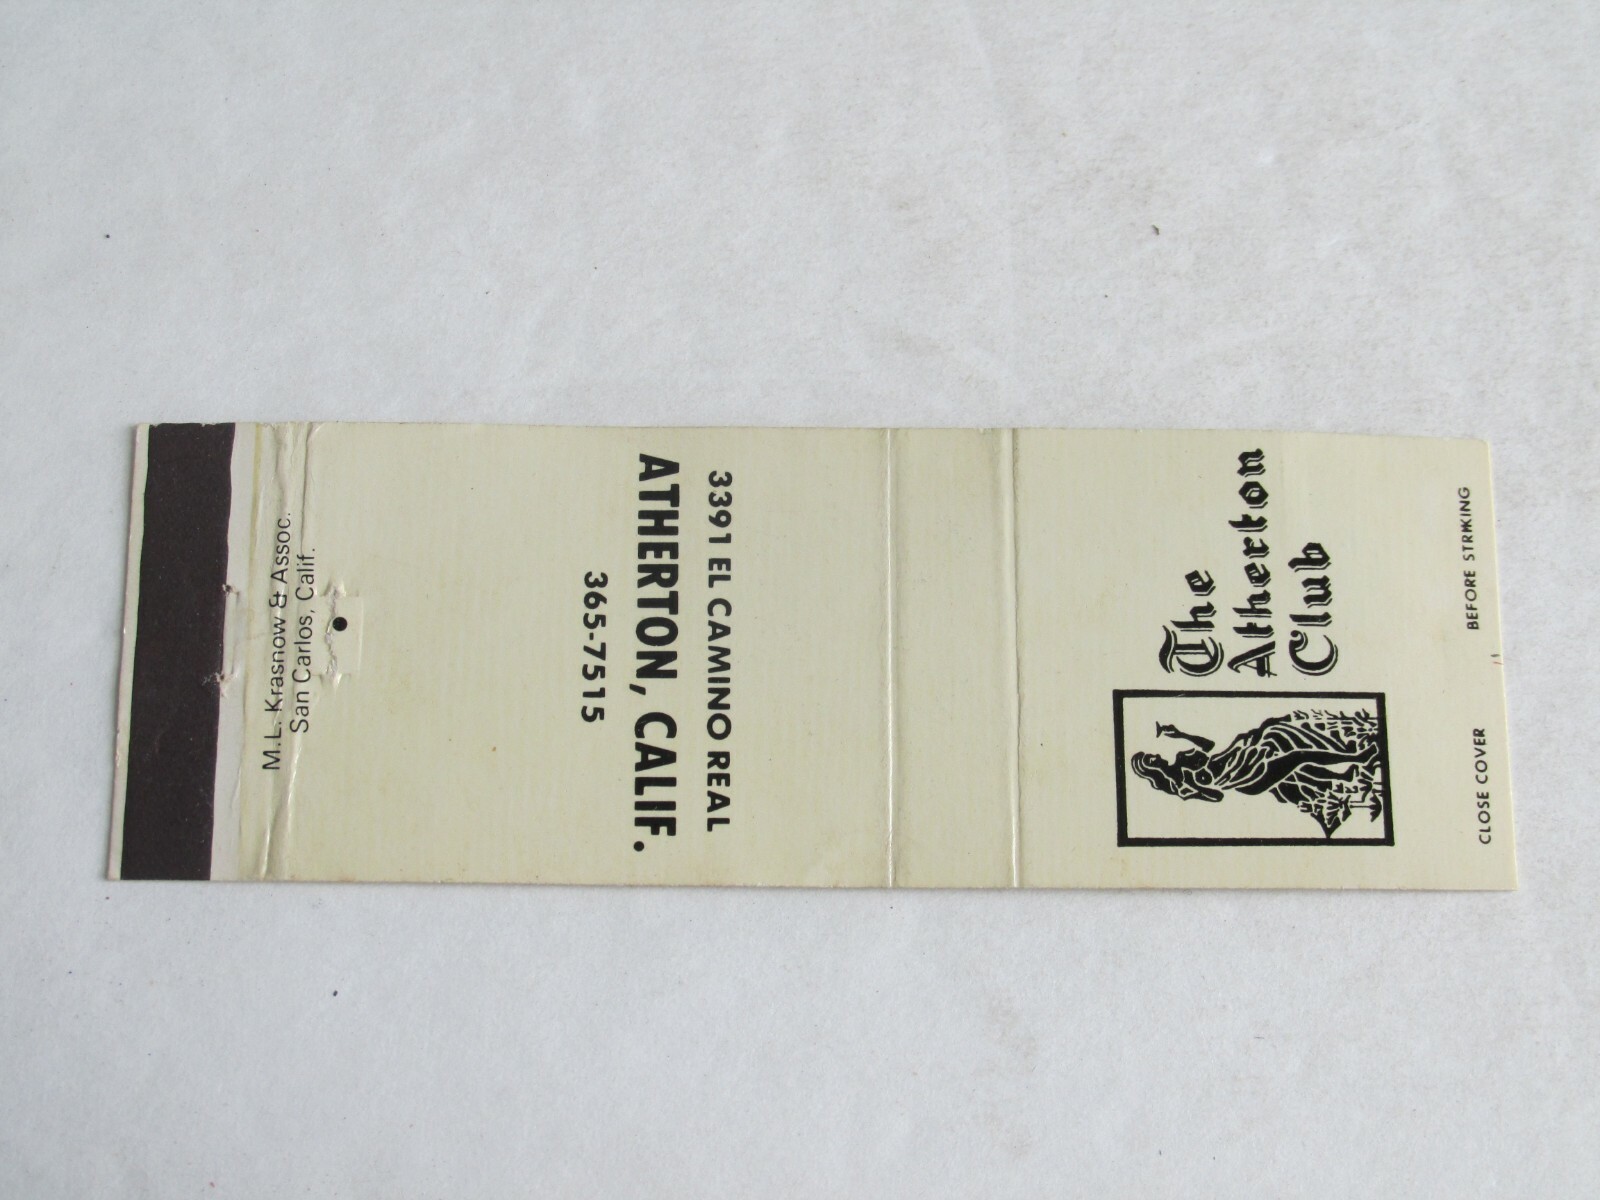 The
Atherton
Club
CLOSE COVER BEFORE STRIKING
3391 EL CAMINO REAL
ATHERTON, CALIF.
365-7515
M.L. Krasnow & Assoc.
San Carlos, Calif.